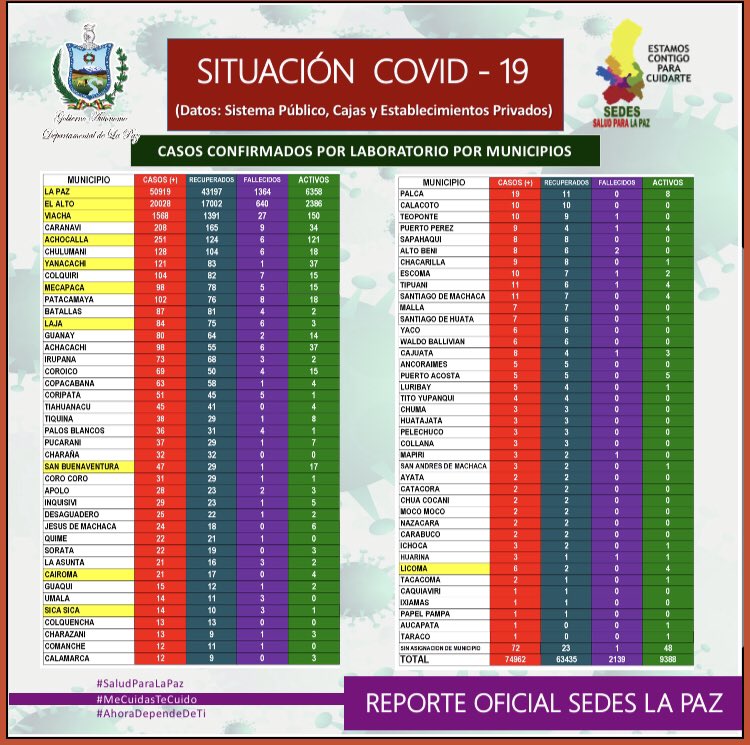 Gobierno Autónomo
Departamental de La Paz
SITUACIÓN COVID - 19
(Datos: Sistema Público, Cajas y Establecimientos Privados)
ESTAMOS
CONTIGO
PARA
CUIDARTE
SEDES
SALUD PARA LA PAZ
CASOS CONFIRMADOS POR LABORATORIO POR MUNICIPIOS
MUNICIPIO CASOS (+) RECUPERADOS FALLECIDOS ACTIVOS
LA PAZ 50919 43197 1364 6358
EL ALTO 20028 17002 640 2386
VIACHA 1568 1391 27 150
CARANAVI 208 165 9 34
ACHOCALLA 251 124 6 121
CHULUMANI 128 104 6 18
YANACACHI 121 83 1 37
COLQUIRI 104 82 7 15
MECAPACA 98 78 5 15
PATACAMAYA 102 76 8 18
BATALLAS 87 81 4 2
LAJA 84 75 6 3
GUANAY 80 64 2 14
ACHACACHI 98 55 6 37
IRUPANA 73 68 3 2
COROICO 69 50 4 15
COPACABANA 63 58 1 4
CORIPATA 51 45 5 1
TIAHUANACU 45 41 0 4
TIQUINA 38 29 1 8
PALOS BLANCOS 36 31 4 1
PUCARANI 37 29 1 7
CHARAÑA 32 32 0 0
SAN BUENAVENTURA 47 29 1 17
CORO CORO 31 29 1 1
APOLO 28 23 2 3
INQUISIVI 29 23 1 5
DESAGUADERO 25 22 1 2
JESUS DE MACHACA 24 18 0 6
QUIME 22 21 1 0
SORATA 22 19 0 3
LA ASUNTA 21 16 3 2
CAIROMA 21 17 0 4
GUAQUI 15 12 1 2
UMALA 14 11 3 0
SICA SICA 14 10 3 1
COLQUENCHA 13 13 0 0
CHARAZANI 13 9 1 3
COMANCHE 12 11 1 0
CALAMARCA 12 9 0 3
MUNICIPIO CASOS (+) RECUPERADOS FALLECIDOS ACTIVOS
PALCA 19 11 0 8
CALACOTO 10 10 0 0
TEOPONTE 10 9 1 0
PUERTO PEREZ 9 4 1 4
SAPAHAQUI 8 8 0 0
ALTO BENI 8 6 2 0
CHACARILLA 9 8 0 1
ESCOMA 10 7 1 2
TIPUANI 11 6 1 4
SANTIAGO DE MACHACA 11 7 0 4
MALLA 7 7 0 0
SANTIAGO DE HUATA 7 6 0 1
YACO 6 6 0 0
WALDO BALLIVIAN 6 6 0 0
CAJUATA 8 4 1 3
ANCORAIMES 5 5 0 0
PUERTO ACOSTA 5 5 0 5
LURIBAY 5 4 0 1
TITO YUPANQUI 4 4 0 0
CHUMA 3 3 0 0
HUATAJATA 3 3 0 0
PELECHUCO 3 3 0 0
COLLANA 3 3 0 0
MAPIRI 3 2 1 0
SAN ANDRES DE MACHACA 3 2 0 1
AYATA 2 2 0 0
CATACORA 2 2 0 0
CHUA COCANI 2 2 0 0
MOCO MOCO 2 2 0 0
NAZACARA 2 2 0 0
CARABUCO 2 2 0 0
ICHOCA 3 2 0 1
HUARINA 3 1 1 1
LICOMA 6 2 0 4
TACACOMA 2 1 0 1
CAQUIAVIRI 1 1 0 0
IXIAMAS 1 1 0 0
PAPEL PAMPA 1 1 0 0
AUCAPATA 1 0 0 1
TARACO 1 0 0 1
SIN ASIGNACION DE MUNICIPIO 72 23 1 48
TOTAL 74962 63435 2139 9388
#SaludParaLaPaz
#MeCuidasTeCuido
#AhoraDependeDeTi
REPORTE OFICIAL SEDES LA PAZ